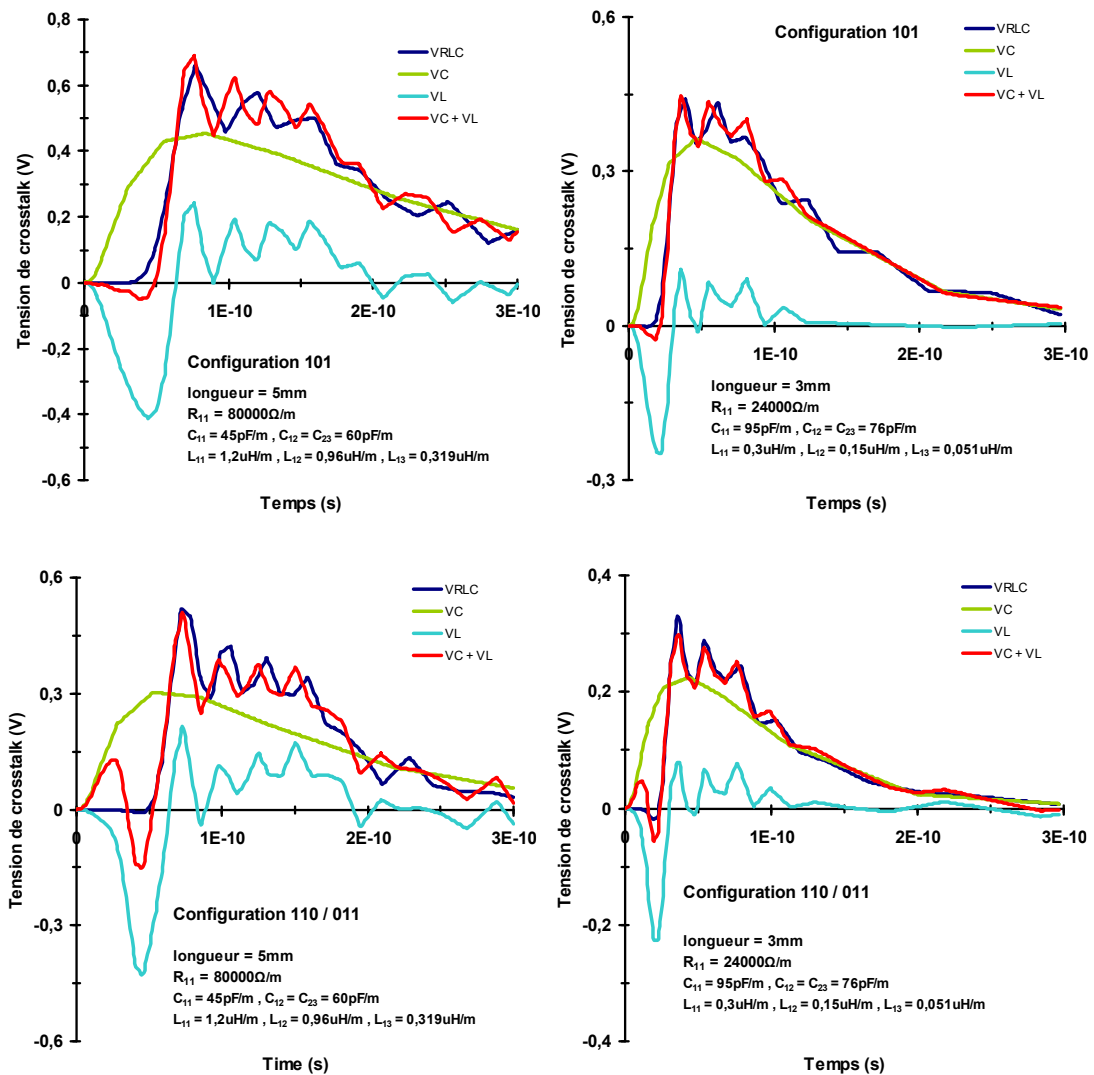 0,8
0,6
0,4
0,2
0
-0,2
-0,4
-0,6
0
1E-10
2E-10
3E-10
Tension de crosstalk (V)
Temps (s)
VRLC
VC
VL
VC + VL
Configuration 101
longueur = 5mm
R11 = 80000Ω/m
C11 = 45pF/m , C12 = C23 = 60pF/m
L11 = 1,2uH/m , L12 = 0,96uH/m , L13 = 0,319uH/m
0,6
0,3
0
-0,3
0
1E-10
2E-10
3E-10
Tension de crosstalk (V)
Temps (s)
Configuration 101
VRLC
VC
VL
VC + VL
longueur = 3mm
R11 = 24000Ω/m
C11 = 95pF/m , C12 = C23 = 76pF/m
L11 = 0,3uH/m , L12 = 0,15uH/m , L13 = 0,051uH/m
0,6
0,3
0
-0,3
-0,6
0
1E-10
2E-10
3E-10
Tension de crosstalk (V)
Time (s)
VRLC
VC
VL
VC + VL
Configuration 110 / 011
longueur = 5mm
R11 = 80000Ω/m
C11 = 45pF/m , C12 = C23 = 60pF/m
L11 = 1,2uH/m , L12 = 0,96uH/m , L13 = 0,319uH/m
0,4
0,2
0
-0,2
-0,4
0
1E-10
2E-10
3E-10
Tension de crosstalk (V)
Temps (s)
VRLC
VC
VL
VC + VL
Configuration 110 / 011
longueur = 3mm
R11 = 24000Ω/m
C11 = 95pF/m , C12 = C23 = 76pF/m
L11 = 0,3uH/m , L12 = 0,15uH/m , L13 = 0,051uH/m